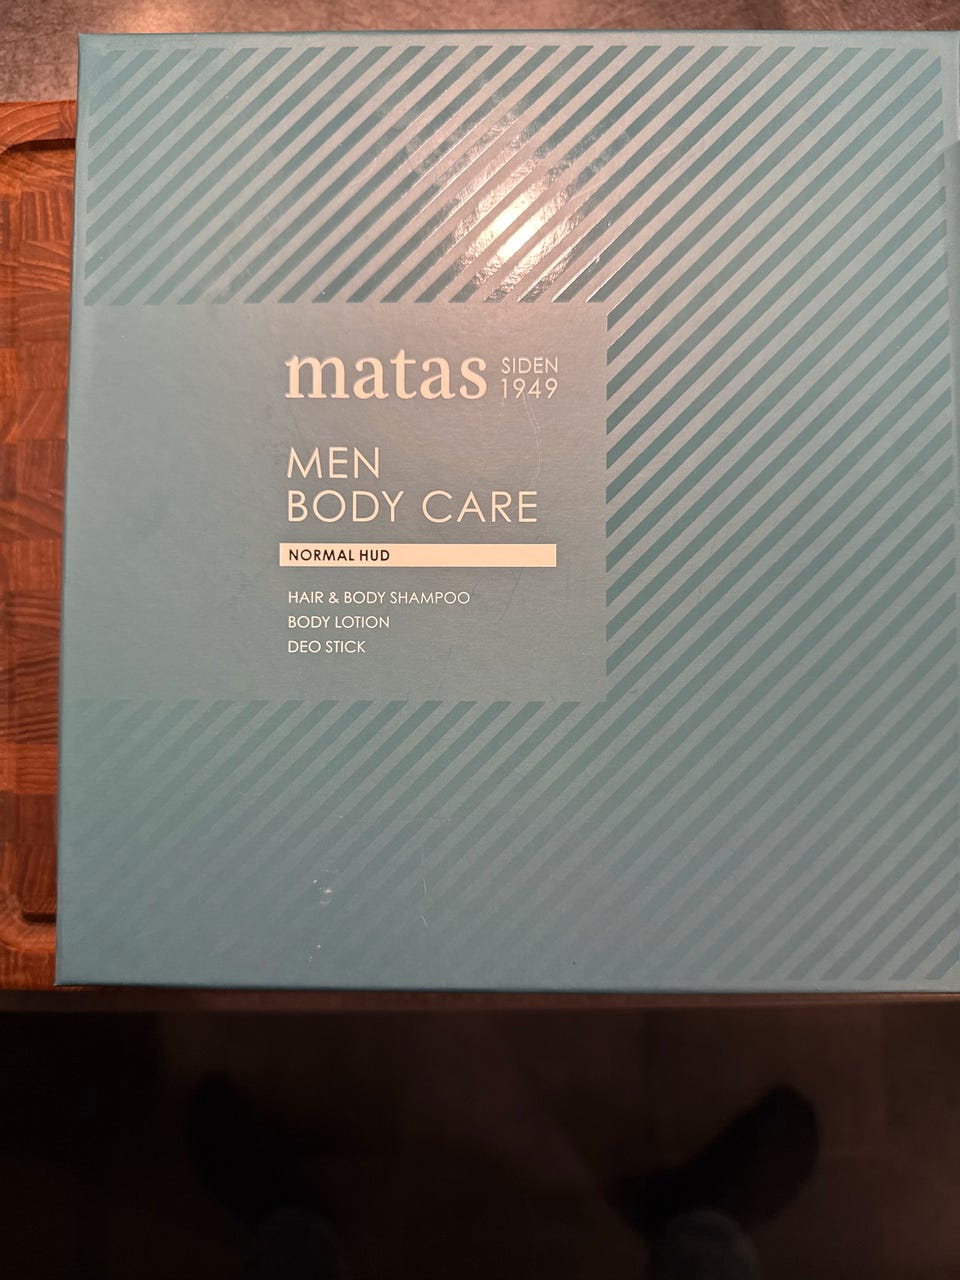 matas SIDEN
1949
MEN
BODY CARE
NORMAL HUD
HAIR & BODY SHAMPOO
BODY LOTION
DEO STICK